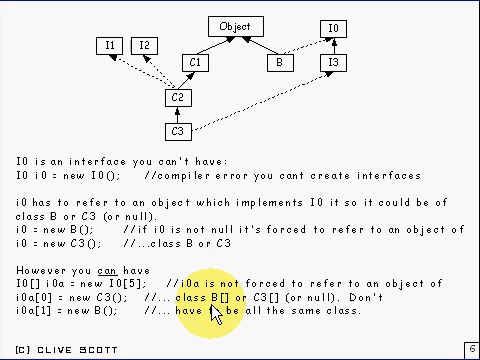 Object
I0
I1 I2
C1 B I3
C2
C3
I0 is an interface you can't have:
I0 i0 = new I0(); //compiler error you cant create interfaces
i0 has to refer to an object which implements I0 it so it could be of
class B or C3 (or null).
i0 = new B(); //if i0 is not null it's forced to refer to an object of
i0 = new C3(); //...class B or C3
However you can have
I0[] i0a = new I0[5]; //i0a is not forced to refer to an object of
i0a[0] = new C3(); //... class B[] or C3[] (or null). Don't
i0a[1] = new B(); //... have to be all the same class.
(C) CLIVE SCOTT
6